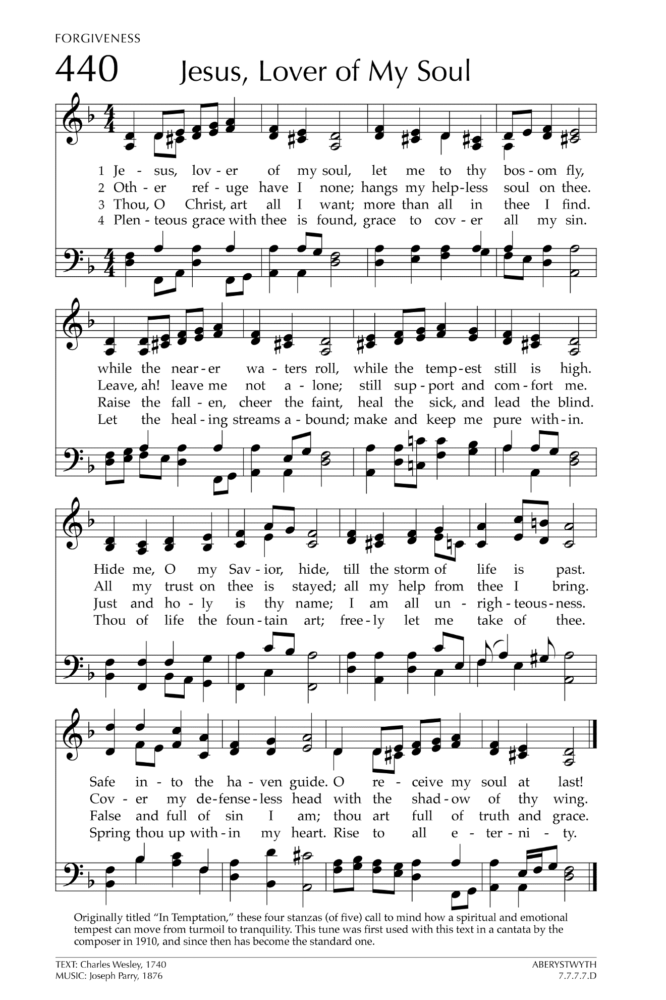 FORGIVENESS
440 Jesus, Lover of My Soul
1 Je - sus, lov - er of my soul, let me to thy bos - om fly,
2 Oth - er ref - uge have I none; hangs my help - less soul on thee.
3 Thou, O Christ, art all I want; more than all in thee I find.
4 Plen - teous grace with thee is found, grace to cov - er all my sin.
while the near - er wa - ters roll, while the temp - est still is high.
Leave, ah! leave me not a - lone; still sup - port and com - fort me.
Raise the fall - en, cheer the faint, heal the sick, and lead the blind.
Let the heal - ing streams a - bound; make and keep me pure with - in.
Hide me, O my Sav - ior, hide, till the storm of life is past.
All my trust on thee is stayed; all my help from thee I bring.
Just and ho - ly is thy name; I am all un - righ - teous - ness.
Thou of life the foun - tain art; free - ly let me take of thee.
Safe in - to the ha - ven guide. O re - ceive my soul at last!
Cov - er my de - fense - less head with the shad - ow of thy wing.
False and full of sin I am; thou art full of truth and grace.
Spring thou up with - in my heart. Rise to all e - ter - ni - ty.
Originally titled “In Temptation,” these four stanzas (of five) call to mind how a spiritual and emotional
tempest can move from turmoil to tranquility. This tune was first used with this text in a cantata by the
composer in 1910, and since then has become the standard one.
TEXT: Charles Wesley, 1740 ABERYSTWYTH
MUSIC: Joseph Parry, 1876 7.7.7.7.D